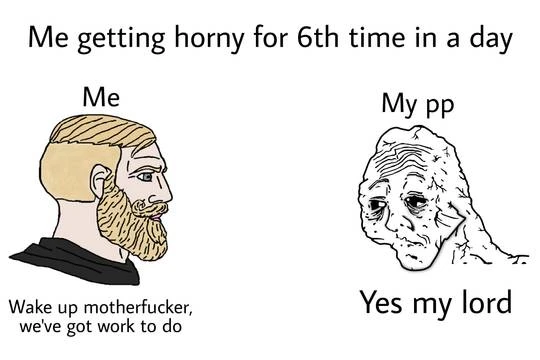 Me getting horny for 6th time in a day
Me
My pp
Wake up motherfucker,
we've got work to do
Yes my lord